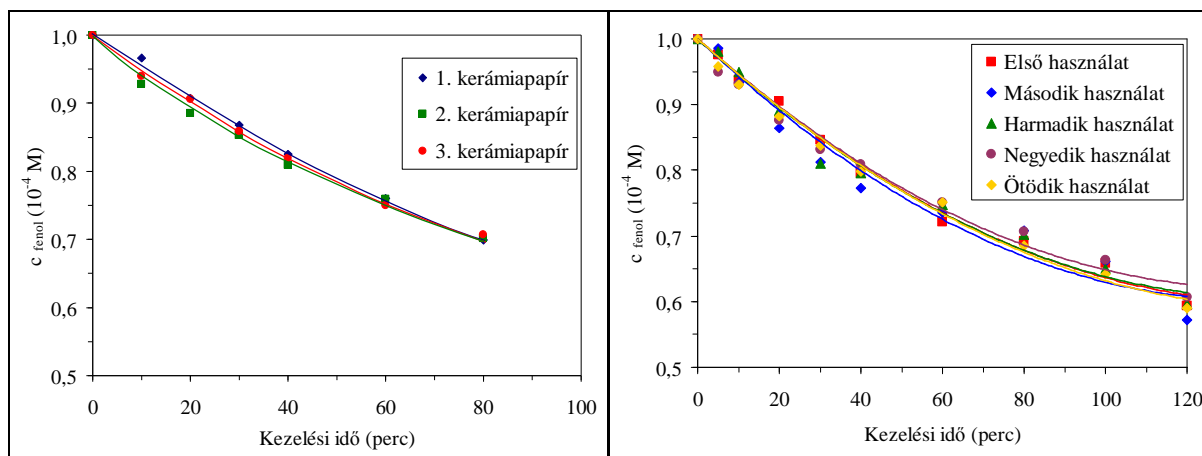 1,0
0,9
0,8
0,7
0,6
0,5
c fenol (10-4 M)
1. kerámiapapír
2. kerámiapapír
3. kerámiapapír
0 20 40 60 80 100
Kezelési idő (perc)
1,0
0,9
0,8
0,7
0,6
0,5
c fenol (10-4 M)
Első használat
Második használat
Harmadik használat
Negyedik használat
Ötödik használat
0 20 40 60 80 100 120
Kezelési idő (perc)